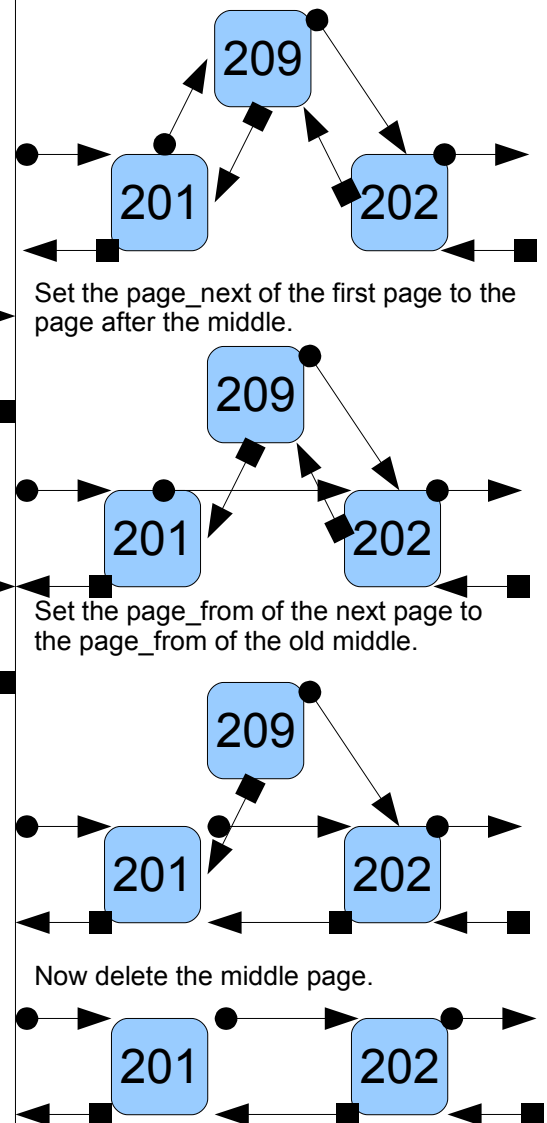 209
201
202
Set the page_next of the first page to the
page after the middle.
209
201
202
Set the page_from of the next page to
the page_from of the old middle.
209
201
202
Now delete the middle page.
201
202